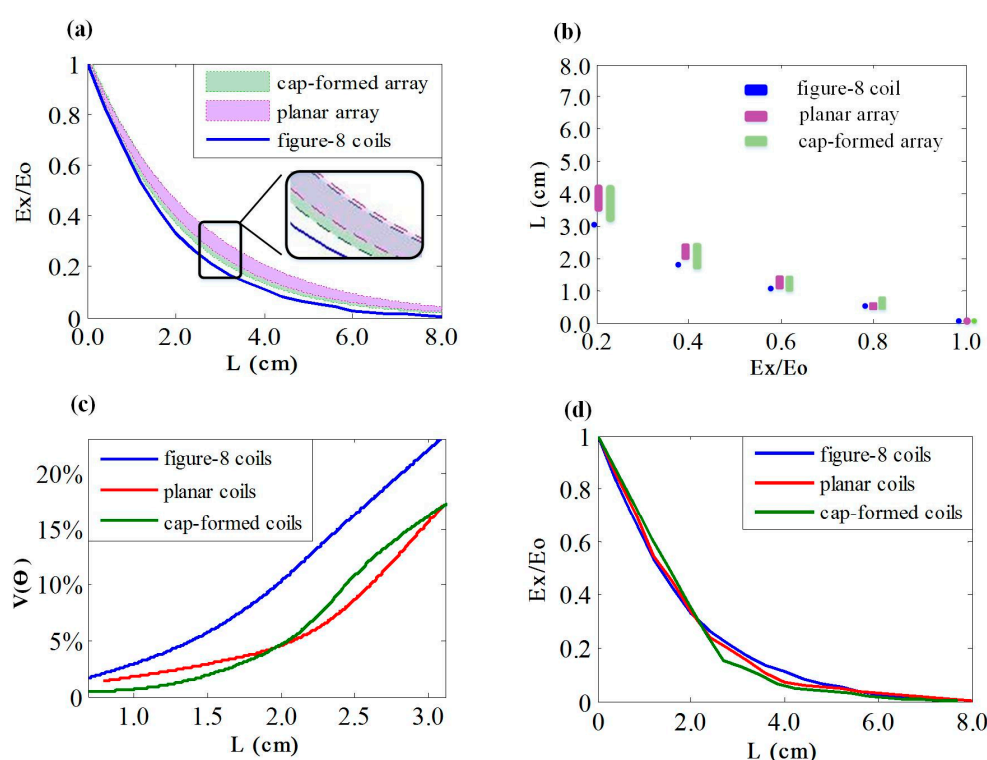 (a)
1
0.8
0.6
0.4
0.2
0
Ex/Eo
cap-formed array
planar array
figure-8 coils
0.0
2.0
4.0
6.0
8.0
L (cm)
(b)
8.0
7.0
6.0
5.0
4.0
3.0
2.0
1.0
0.0
L (cm)
figure-8 coil
planar array
cap-formed array
0.2
0.4
0.6
0.8
1.0
Ex/Eo
(c)
20%
15%
10%
5%
0
V(Θ)
figure-8 coils
planar coils
cap-formed coils
1.0
1.5
2.0
2.5
3.0
L (cm)
(d)
1
0.8
0.6
0.4
0.2
0
Ex/Eo
figure-8 coils
planar coils
cap-formed coils
0
2.0
4.0
6.0
8.0
L (cm)